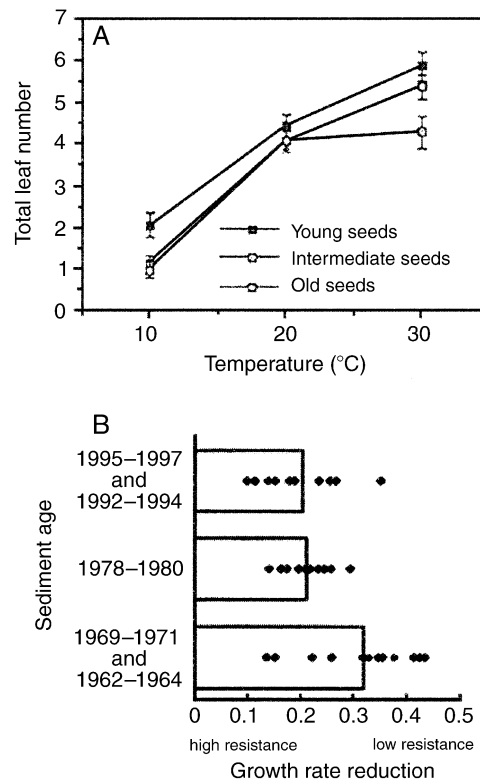 A
7
6
5
4
3
2
1
0
Total leaf number
Young seeds
Intermediate seeds
Old seeds
10 20 30
Temperature (°C)
B
Sediment age
1995–1997
and
1992–1994
1978–1980
1969–1971
and
1962–1964
0 0.1 0.2 0.3 0.4 0.5
high resistance low resistance
Growth rate reduction